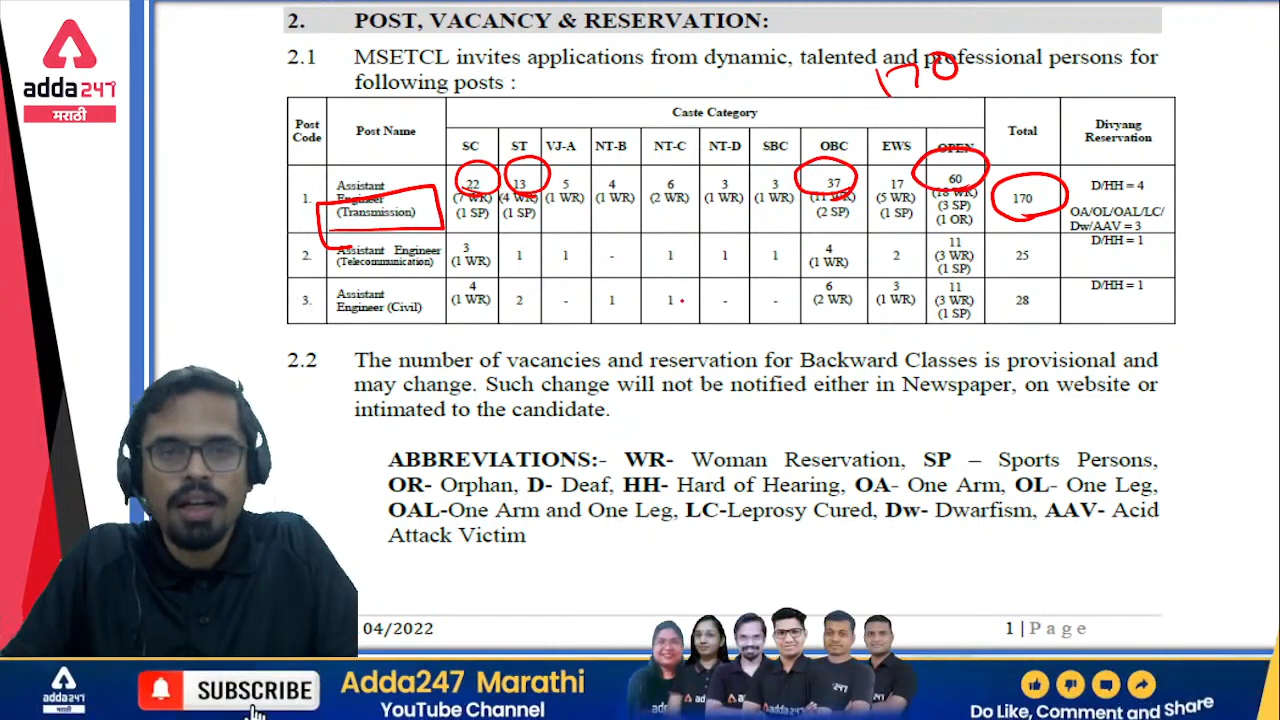 adda247
मराठी
2. POST, VACANCY & RESERVATION:
2.1 MSETCL invites applications from dynamic, talented and professional persons for
following posts :
170
Post Code Post Name Caste Category Total Divyang Reservation
SC ST VJ-A NT-B NT-C NT-D SBC OBC EWS OPEN
1. Assistant Engineer (Transmission) 22 (7 WR) (1 SP) 13 (4 WR) (1 SP) 5 (1 WR) 4 (1 WR) 6 (2 WR) 3 (1 WR) 3 (1 WR) 37 (11 WR) (2 SP) 17 (5 WR) (1 SP) 60 (18 WR) (3 SP) (1 OR) 170 D/HH = 4 OA/OL/OAL/LC/ Dw/AAV = 3
2. Assistant Engineer (Telecommunication) 3 (1 WR) 1 1 - 1 1 1 4 (1 WR) 2 11 (3 WR) (1 SP) 25 D/HH = 1
3. Assistant Engineer (Civil) 4 (1 WR) 2 - 1 1 - - 6 (2 WR) 3 (1 WR) 11 (3 WR) (1 SP) 28 D/HH = 1
2.2 The number of vacancies and reservation for Backward Classes is provisional and
may change. Such change will not be notified either in Newspaper, on website or
intimated to the candidate.
ABBREVIATIONS:- WR- Woman Reservation, SP – Sports Persons,
OR- Orphan, D- Deaf, HH- Hard of Hearing, OA- One Arm, OL- One Leg,
OAL-One Arm and One Leg, LC-Leprosy Cured, Dw- Dwarfism, AAV- Acid
Attack Victim
04/2022 1 | Page
adda247
मराठी
SUBSCRIBE
Adda247 Marathi
YouTube Channel
Do Like, Comment and Share